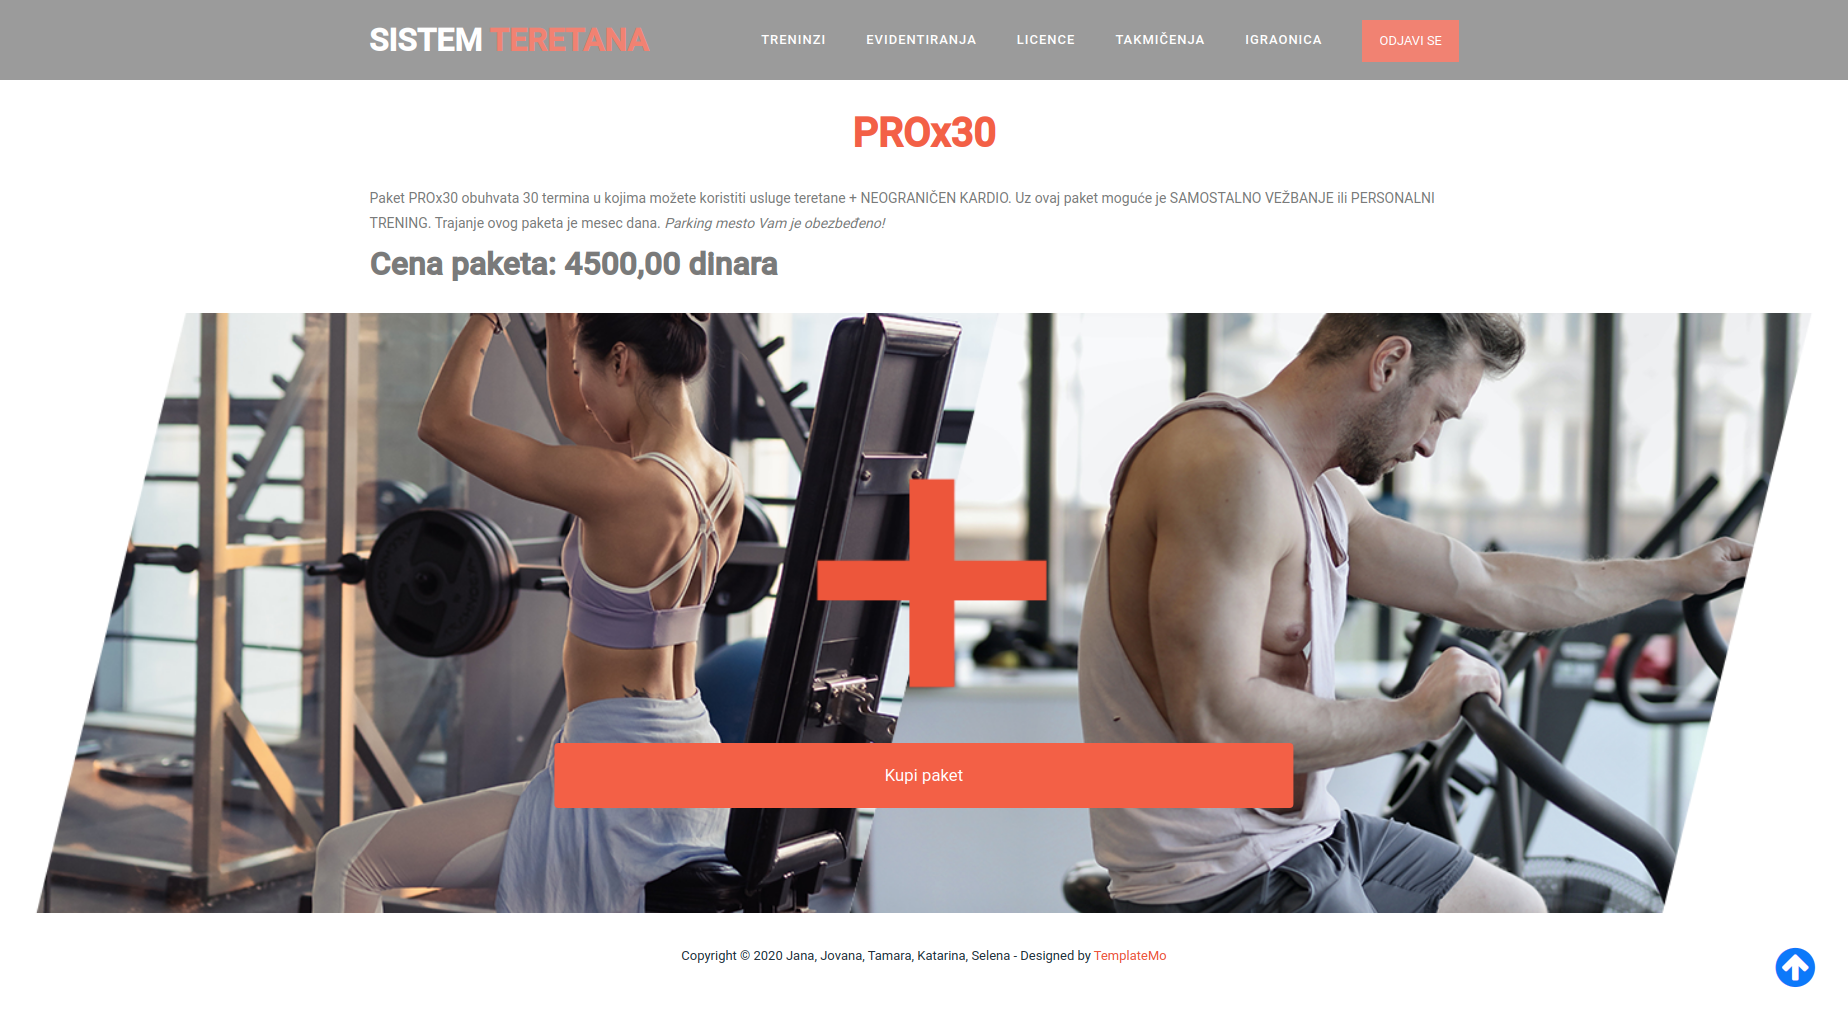 SISTEM TERETANA
TRENINZI
EVIDENTIRANJA
LICENCE
TAKMIČENJA
IGRAONICA
ODJAVI SE
PROx30
Paket PROx30 obuhvata 30 termina u kojima možete koristiti usluge teretane + NEOGRANIČEN KARDIO. Uz ovaj paket moguće je SAMOSTALNO VEŽBANJE ili PERSONALNI
TRENING. Trajanje ovog paketa je mesec dana. Parking mesto Vam je obezbeđeno!
Cena paketa: 4500,00 dinara
Kupi paket
Copyright © 2020 Jana, Jovana, Tamara, Katarina, Selena - Designed by TemplateMo